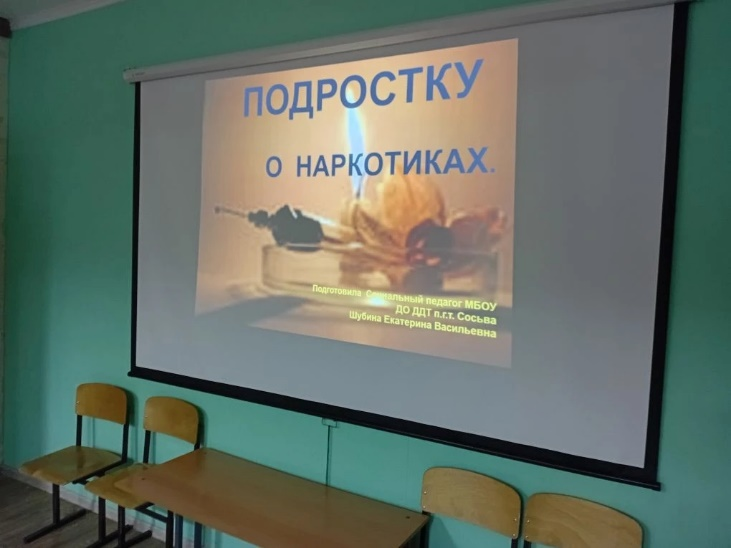 ПОДРОСТКУ
О НАРКОТИКАХ.
Подготовила Социальный педагог МБОУ
ДО ДДТ п.г.т. Сосьва
Шубина Екатерина Васильевна